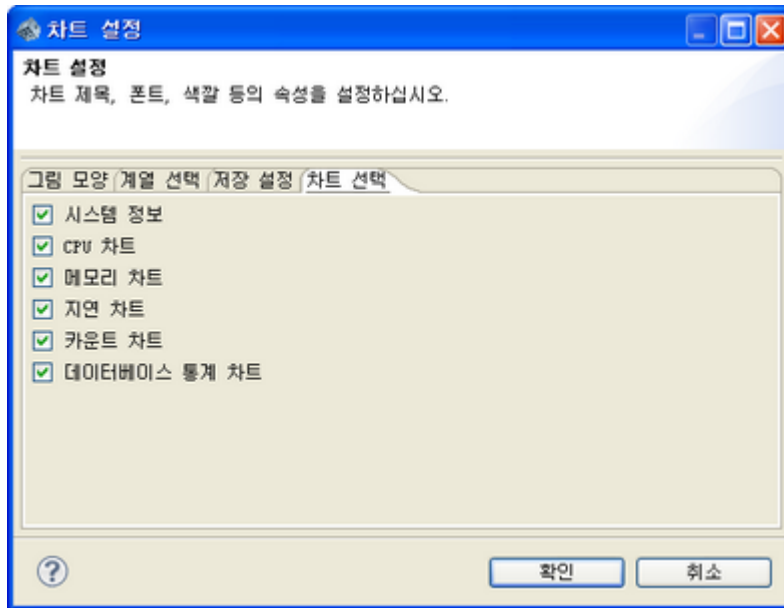 차트 설정
차트 설정
차트 제목, 폰트, 색깔 등의 속성을 설정하십시오.
그림 모양 계열 선택 저장 설정 차트 선택
시스템 정보
CPU 차트
메모리 차트
지연 차트
카운트 차트
데이터베이스 통계 차트
? 확인 취소